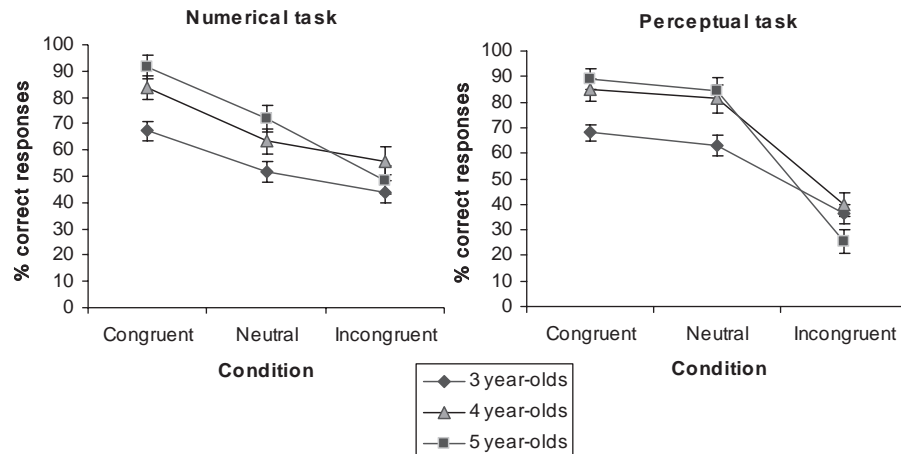 Numerical task
% correct responses
100
90
80
70
60
50
40
30
20
10
0
Congruent Neutral Incongruent
Condition
Perceptual task
% correct responses
100
90
80
70
60
50
40
30
20
10
0
Congruent Neutral Incongruent
Condition
3 year-olds
4 year-olds
5 year-olds